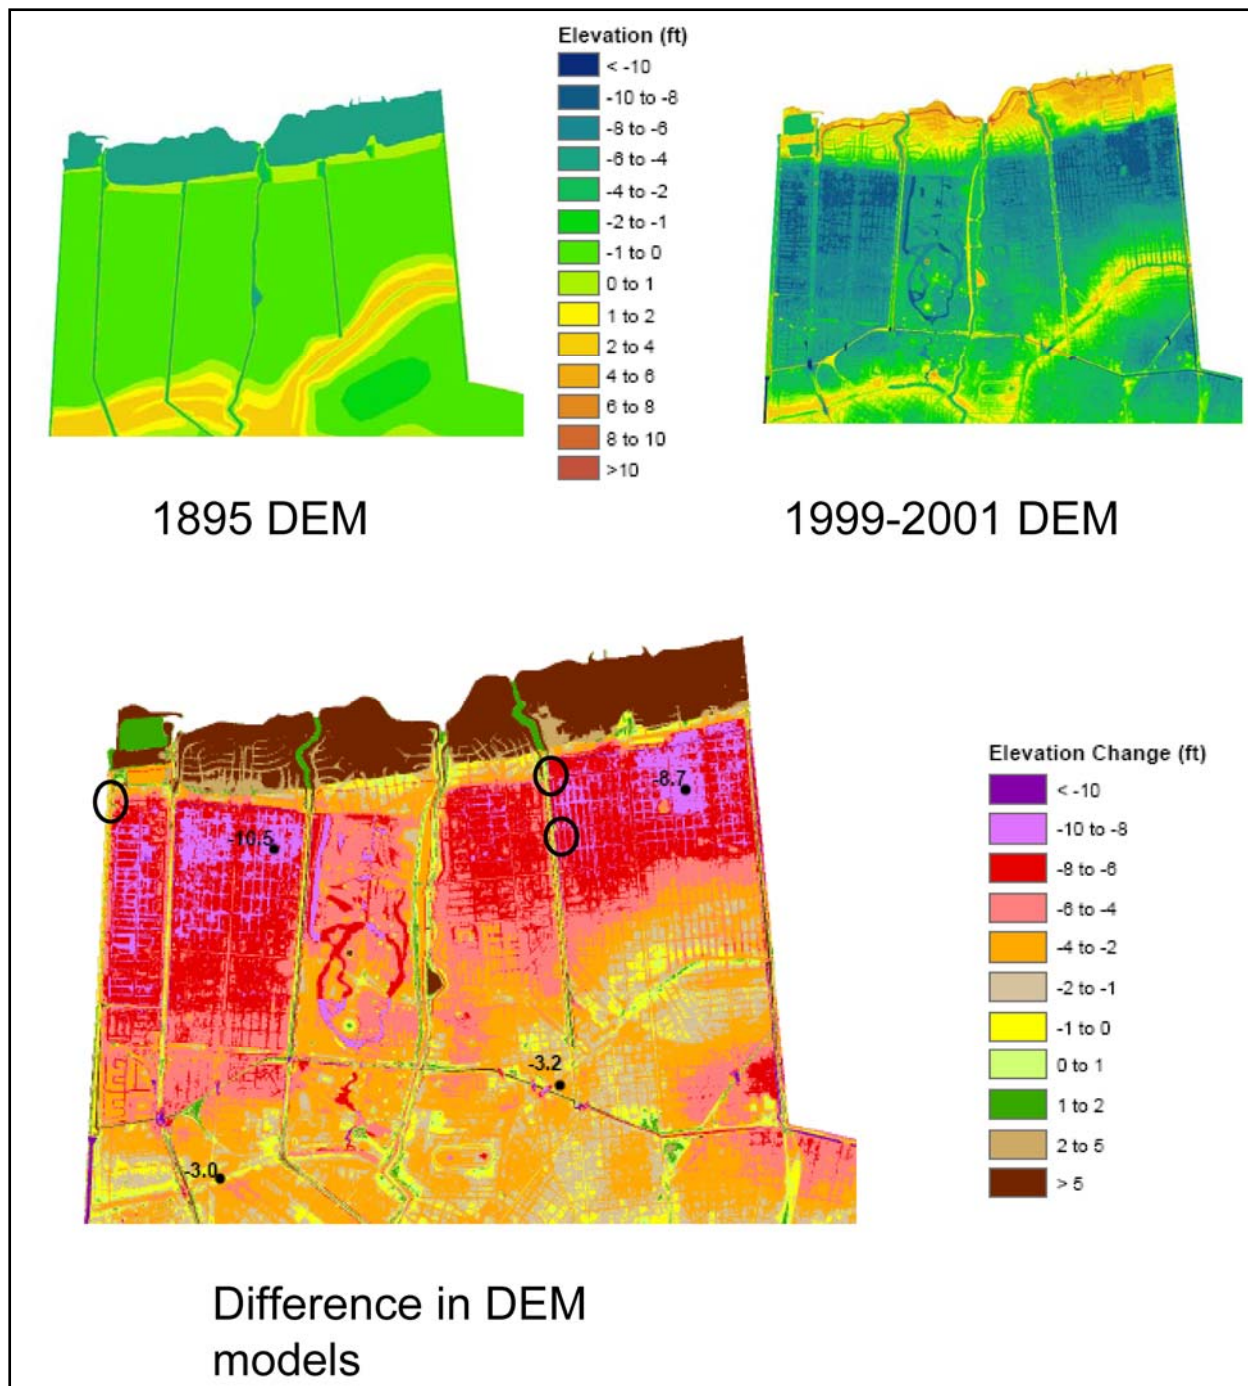 Elevation (ft)
< -10
-10 to -8
-8 to -6
-6 to -4
-4 to -2
-2 to -1
-1 to 0
0 to 1
1 to 2
2 to 4
4 to 6
6 to 8
8 to 10
>10
1895 DEM
1999-2001 DEM
-8.7
-10.5
-3.2
-3.0
Elevation Change (ft)
< -10
-10 to -8
-8 to -6
-6 to -4
-4 to -2
-2 to -1
-1 to 0
0 to 1
1 to 2
2 to 5
> 5
Difference in DEM
models